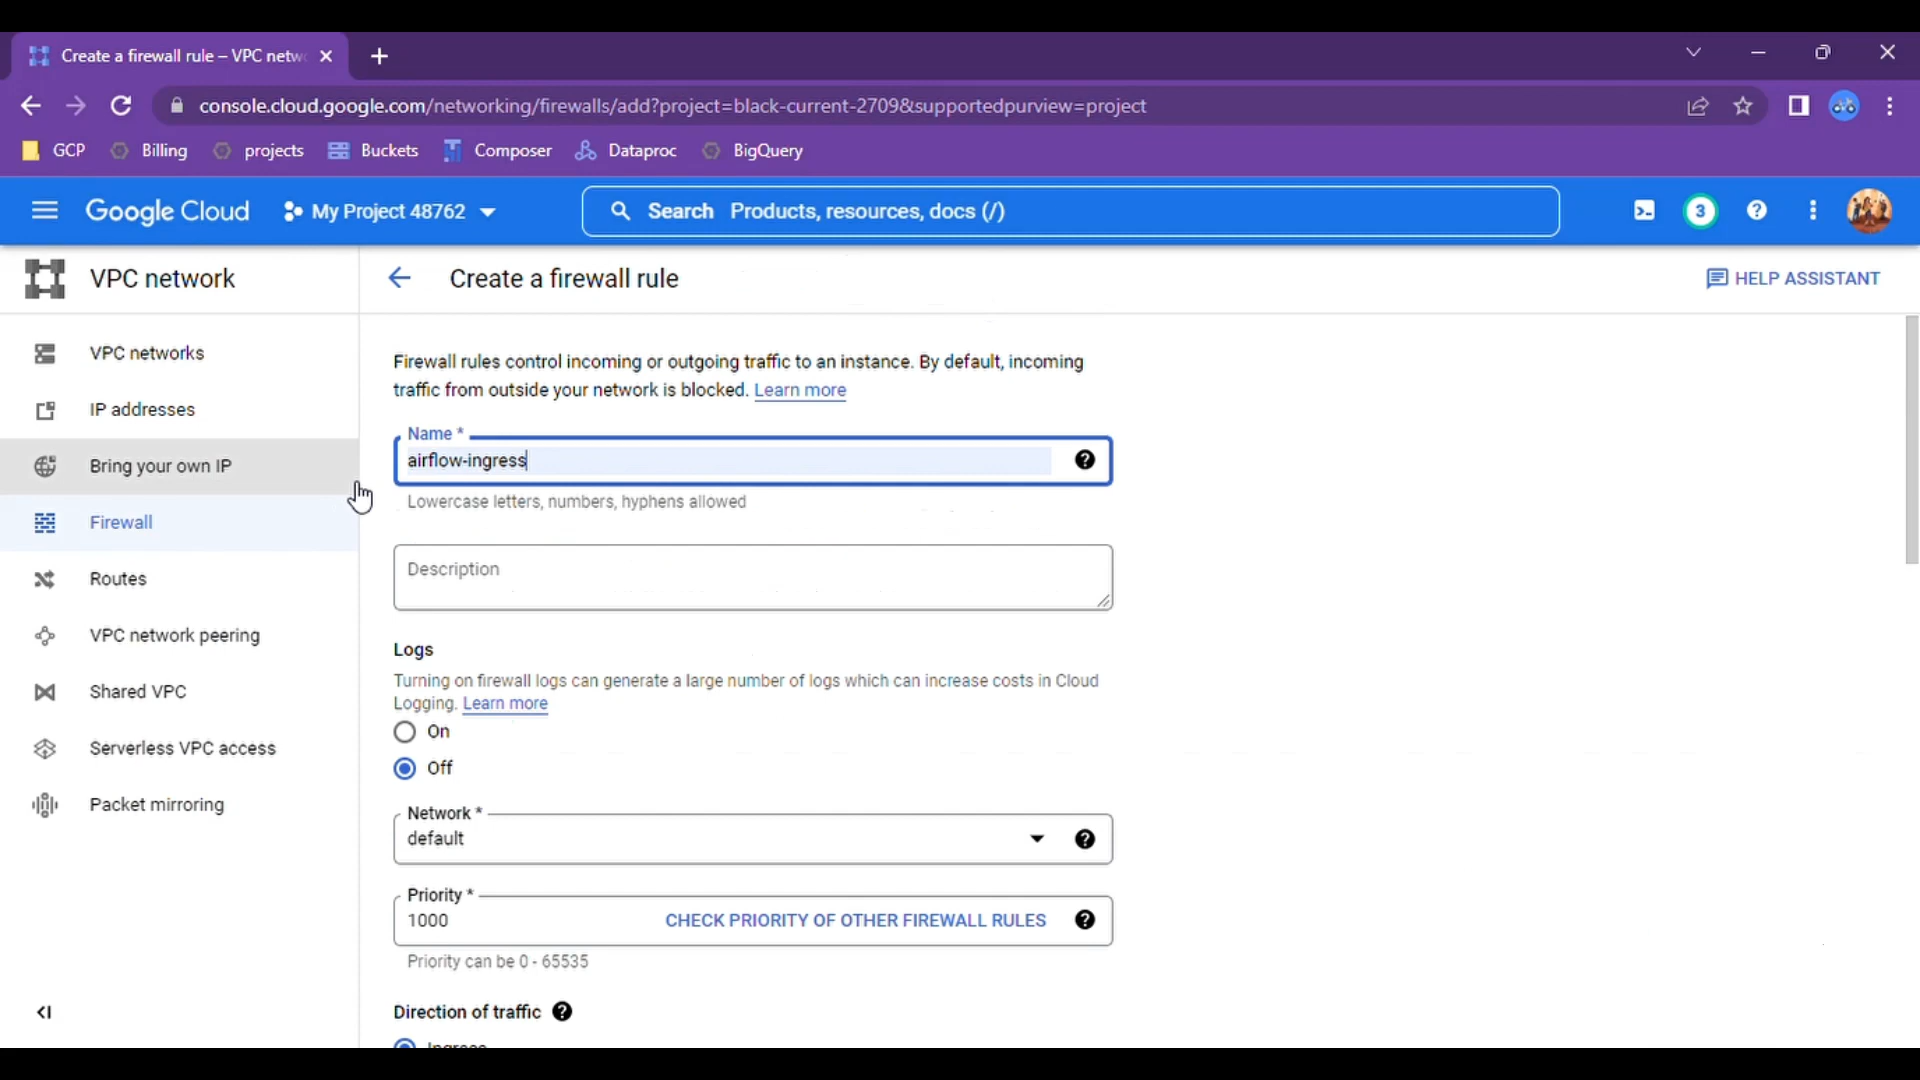 Create a firewall rule – VPC netw
console.cloud.google.com/networking/firewalls/add?project=black-current-2709&supportedpurview=project
GCP Billing projects Buckets Composer Dataproc BigQuery
Google Cloud My Project 48762 Search Products, resources, docs (/) 3
VPC network
Create a firewall rule
HELP ASSISTANT
VPC networks
IP addresses
Bring your own IP
Firewall
Routes
VPC network peering
Shared VPC
Serverless VPC access
Packet mirroring
Firewall rules control incoming or outgoing traffic to an instance. By default, incoming
traffic from outside your network is blocked. Learn more
Name *
airflow-ingress
Lowercase letters, numbers, hyphens allowed
Description
Logs
Turning on firewall logs can generate a large number of logs which can increase costs in Cloud
Logging. Learn more
On
Off
Network *
default
Priority *
1000 CHECK PRIORITY OF OTHER FIREWALL RULES
Priority can be 0 - 65535
Direction of traffic
Ingress